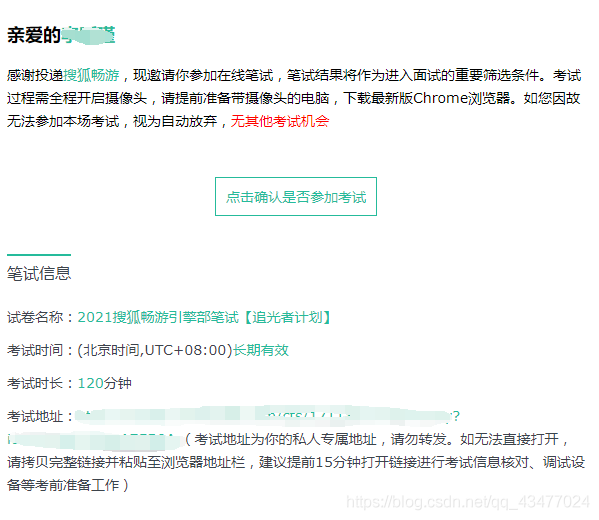 亲爱的
感谢投递搜狐畅游，现邀请你参加在线笔试，笔试结果将作为进入面试的重要筛选条件。考试
过程需全程开启摄像头，请提前准备带摄像头的电脑，下载最新版Chrome浏览器。如您因故
无法参加本场考试，视为自动放弃，无其他考试机会
点击确认是否参加考试
笔试信息
试卷名称：2021搜狐畅游引擎部笔试【追光者计划】
考试时间：(北京时间,UTC+08:00)长期有效
考试时长：120分钟
考试地址：
（考试地址为你的私人专属地址，请勿转发。如无法直接打开，
请拷贝完整链接并粘贴至浏览器地址栏，建议提前15分钟打开链接进行考试信息核对、调试设
备等考前准备工作）
https://blog.csdn.net/qq_43477024